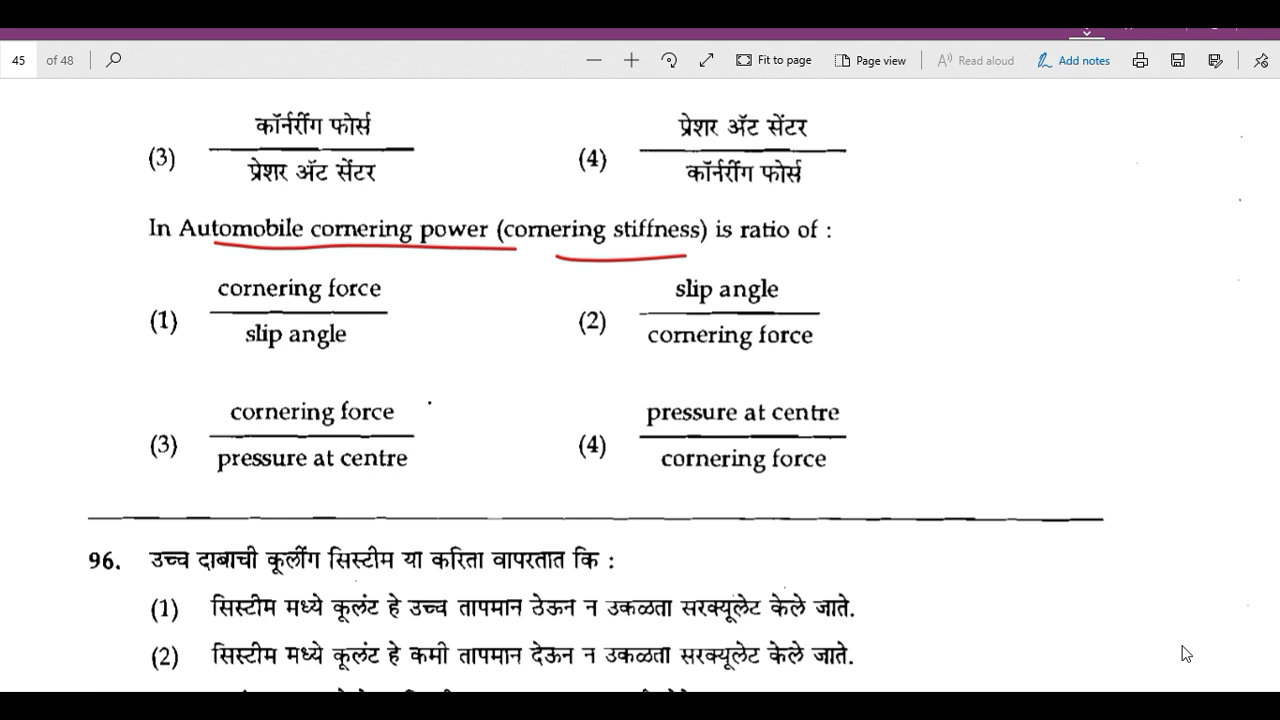 45 of 48 Fit to page Page view Read aloud Add notes
(3) कॉर्नरींग फोर्स / प्रेशर ॲट सेंटर (4) प्रेशर ॲट सेंटर / कॉर्नरींग फोर्स
In Automobile cornering power (cornering stiffness) is ratio of :
(1) cornering force / slip angle (2) slip angle / cornering force
(3) cornering force / pressure at centre (4) pressure at centre / cornering force
96. उच्च दाबाची कूलींग सिस्टीम या करिता वापरतात कि :
(1) सिस्टीम मध्ये कूलंट हे उच्च तापमान ठेऊन न उकळता सरक्यूलेट केले जाते.
(2) सिस्टीम मध्ये कूलंट हे कमी तापमान देऊन न उकळता सरक्यूलेट केले जाते.